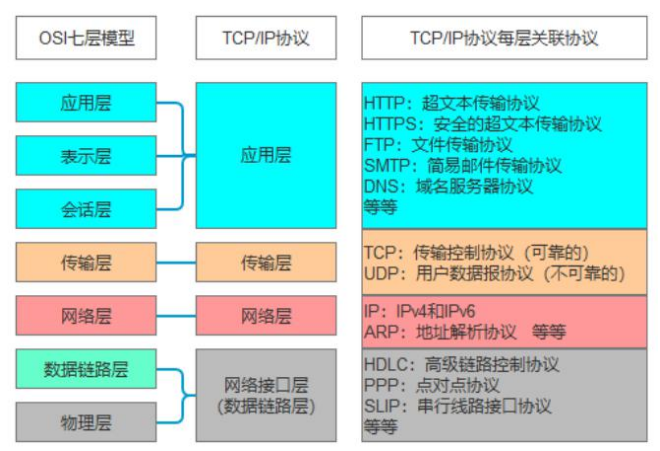 OSI七层模型
TCP/IP协议
TCP/IP协议每层关联协议
应用层
表示层
会话层
应用层
HTTP：超文本传输协议
HTTPS：安全的超文本传输协议
FTP：文件传输协议
SMTP：简易邮件传输协议
DNS：域名服务器协议
等等
传输层
传输层
TCP：传输控制协议（可靠的）
UDP：用户数据报协议（不可靠的）
网络层
网络层
IP：IPv4和IPv6
ARP：地址解析协议 等等
数据链路层
物理层
网络接口层
(数据链路层)
HDLC：高级链路控制协议
PPP：点对点协议
SLIP：串行线路接口协议
等等